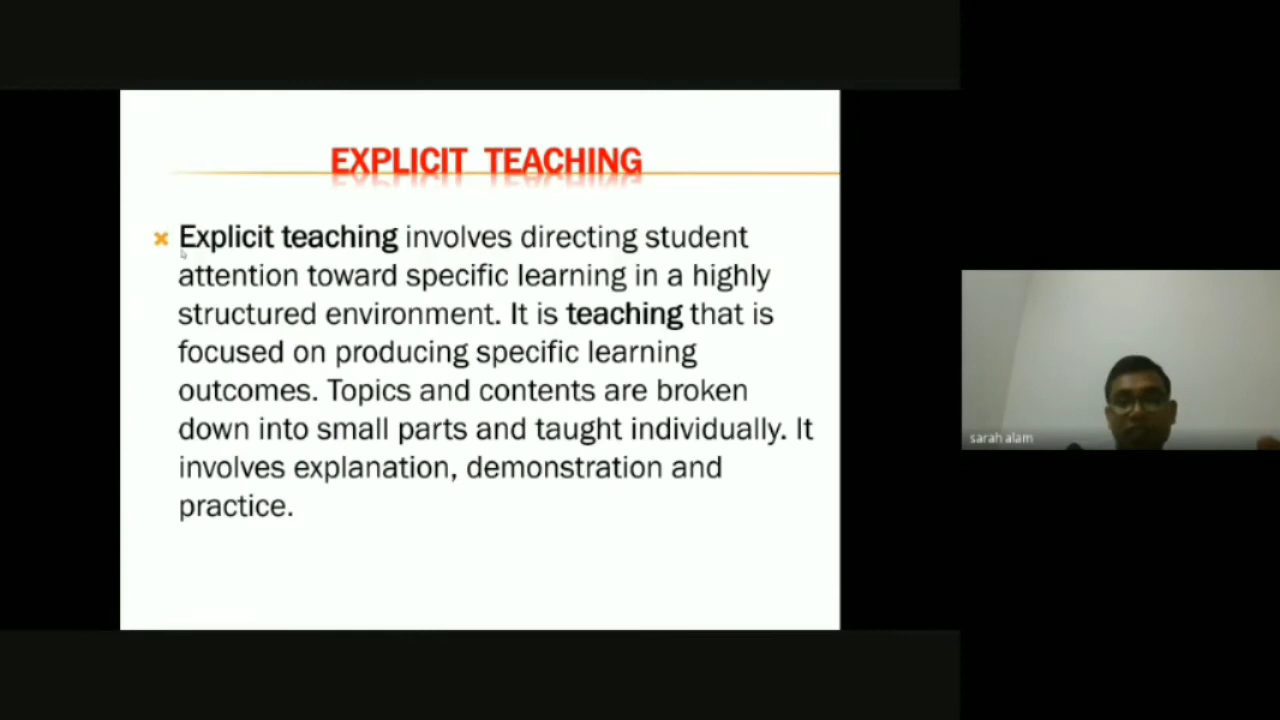 EXPLICIT TEACHING
Explicit teaching involves directing student
attention toward specific learning in a highly
structured environment. It is teaching that is
focused on producing specific learning
outcomes. Topics and contents are broken
down into small parts and taught individually. It
involves explanation, demonstration and
practice.
sarah alam